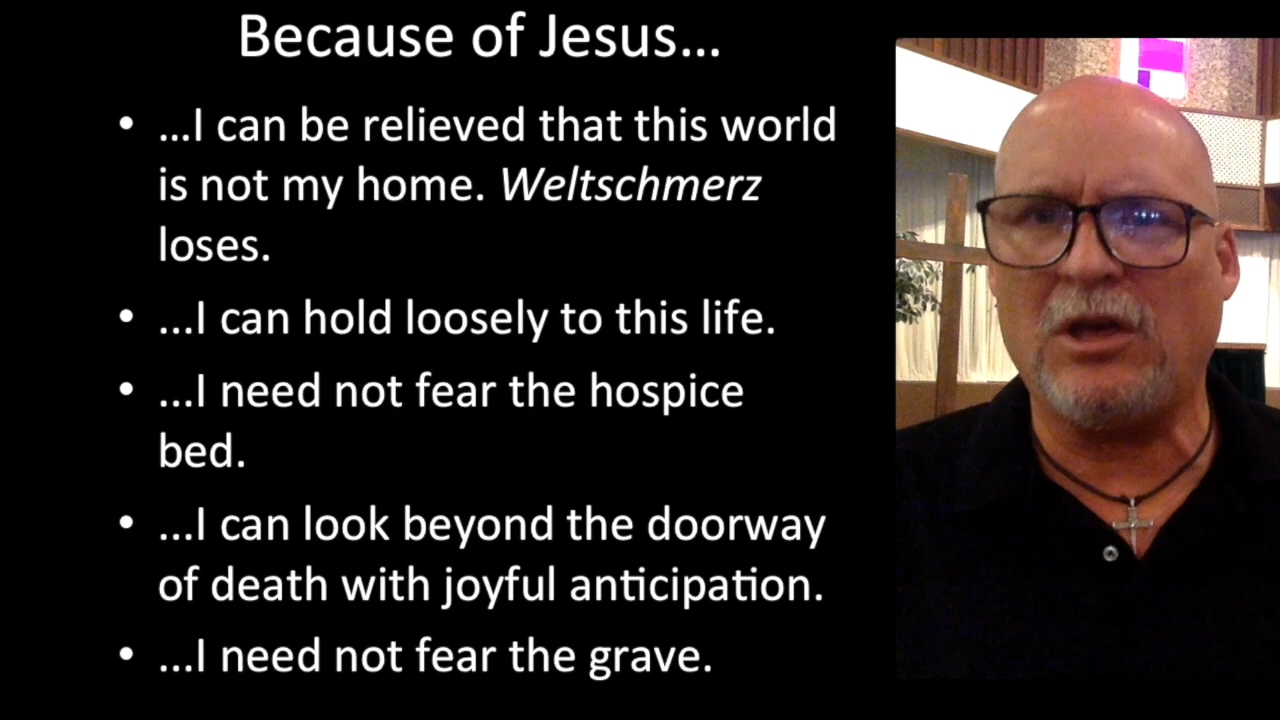 Because of Jesus...
• ...I can be relieved that this world
is not my home. Weltschmerz
loses.
• ...I can hold loosely to this life.
• ...I need not fear the hospice
bed.
• ...I can look beyond the doorway
of death with joyful anticipation.
• ...I need not fear the grave.